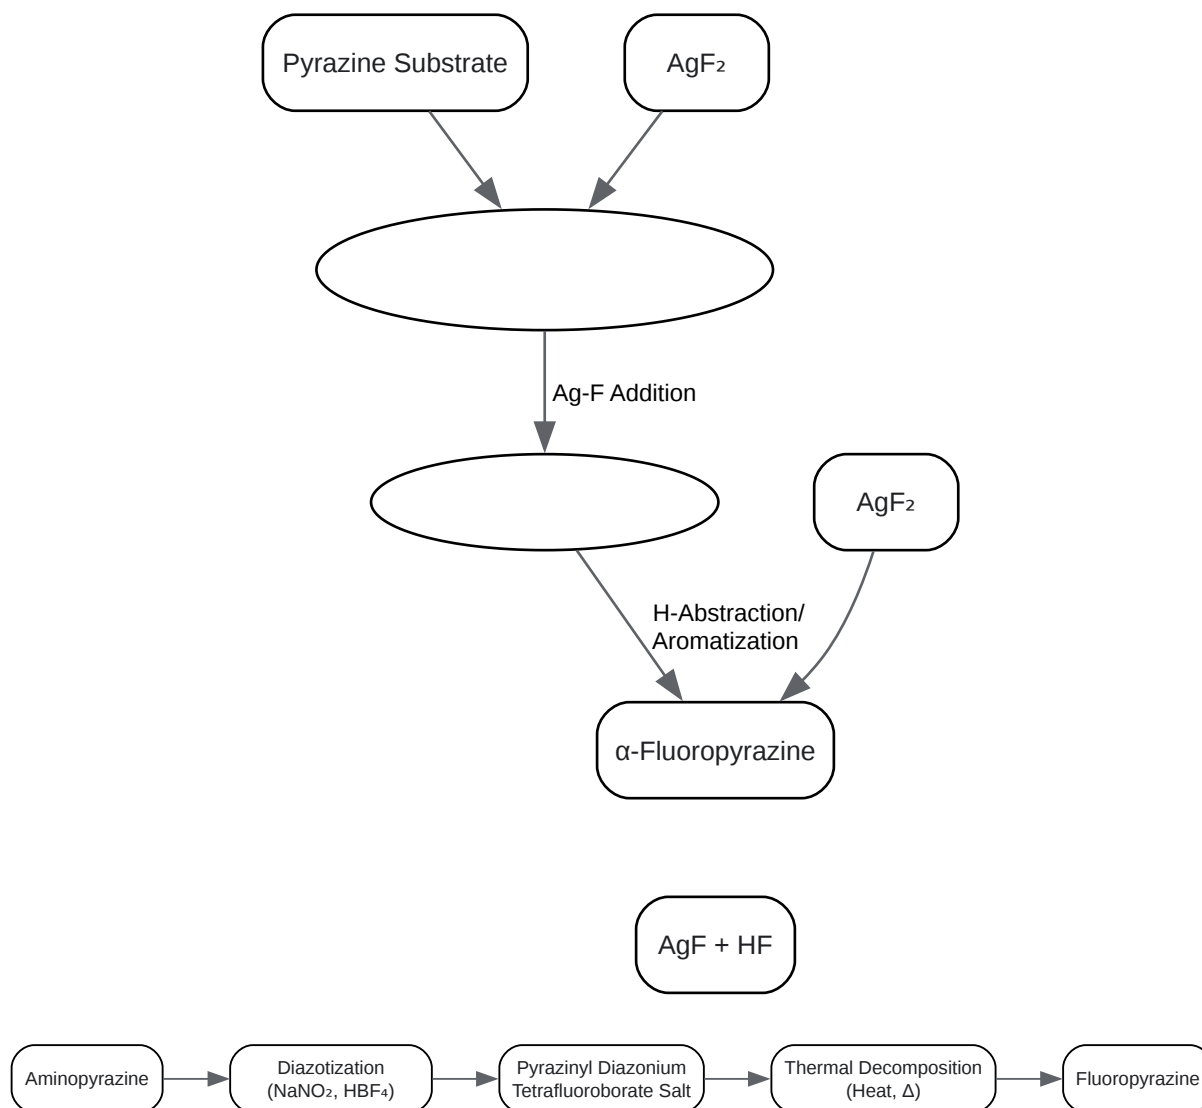 Pyrazine Substrate
AgF₂
Ag-F Addition
AgF₂
H-Abstraction/
Aromatization
α-Fluoropyrazine
AgF + HF
Aminopyrazine
Diazotization
(NaNO₂, HBF₄)
Pyrazinyl Diazonium
Tetrafluoroborate Salt
Thermal Decomposition
(Heat, Δ)
Fluoropyrazine